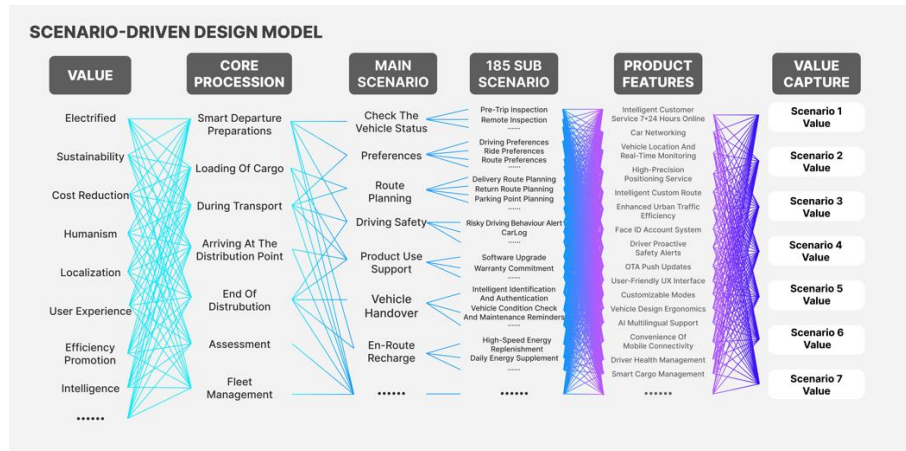 SCENARIO-DRIVEN DESIGN MODEL
VALUE
Electrified
Sustainability
Cost Reduction
Humanism
Localization
User Experience
Efficiency
Promotion
Intelligence
••••••
CORE
PROCESSION
Smart Departure
Preparations
Loading Of Cargo
During Transport
Arriving At The
Distribution Point
End Of
Distrubution
Assessment
Fleet
Management
MAIN
SCENARIO
Check The
Vehicle Status
Preferences
Route
Planning
Driving Safety
Product Use
Support
Vehicle
Handover
En-Route
Recharge
••••••
185 SUB
SCENARIO
Pre-Trip Inspection
Remote Inspection
......
Driving Preferences
Ride Preferences
Route Preferences
Delivery Route Planning
Return Route Planning
Parking Point Planning
......
Risky Driving Behaviour Alert
CarLog
......
Software Upgrade
Warranty Commitment
......
Intelligent Identification
And Authentication
Vehicle Condition Check
And Maintenance Reminders
......
High-Speed Energy
Replenishment
Daily Energy Supplement
......
••••••
PRODUCT
FEATURES
Intelligent Customer
Service 7*24 Hours Online
Car Networking
Vehicle Location And
Real-Time Monitoring
High-Precision
Positioning Service
Intelligent Custom Route
Enhanced Urban Traffic
Efficiency
Face ID Account System
Driver Proactive
Safety Alerts
OTA Push Updates
User-Friendly UX Interface
Customizable Modes
Vehicle Design Ergonomics
AI Multilingual Support
Convenience Of
Mobile Connectivity
Driver Health Management
Smart Cargo Management
••••••
VALUE
CAPTURE
Scenario 1
Value
Scenario 2
Value
Scenario 3
Value
Scenario 4
Value
Scenario 5
Value
Scenario 6
Value
Scenario 7
Value